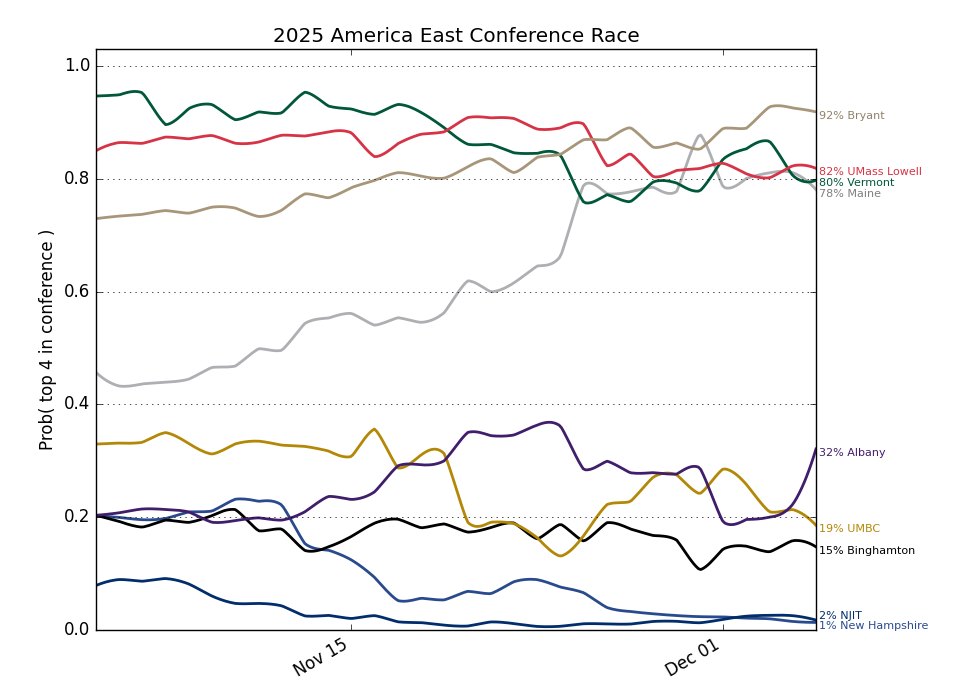 2025 America East Conference Race
Prob( top 4 in conference )
1.0
0.8
0.6
0.4
0.2
0.0
Nov 15
Dec 01
92% Bryant
82% UMass Lowell
80% Vermont
78% Maine
32% Albany
19% UMBC
15% Binghamton
2% NJIT
1% New Hampshire